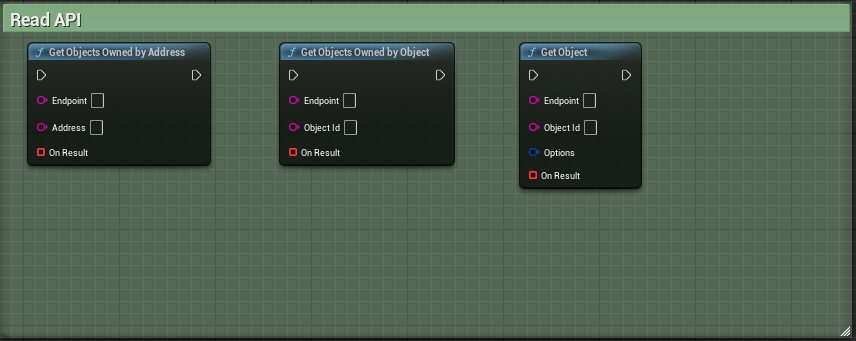 Read API
f Get Objects Owned by Address
Endpoint
Address
On Result
f Get Objects Owned by Object
Endpoint
Object Id
On Result
f Get Object
Endpoint
Object Id
Options
On Result